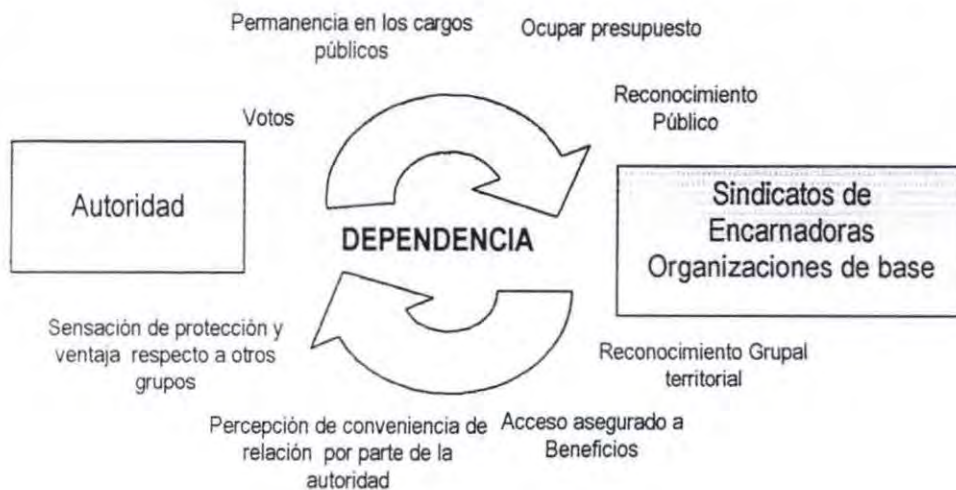 Permanencia en los cargos
públicos
Ocupar presupuesto
Votos
Reconocimiento
Público
Autoridad
DEPENDENCIA
Sindicatos de
Encarnadoras
Organizaciones de base
Sensación de protección y
ventaja respecto a otros
grupos
Reconocimiento Grupal
territorial
Percepción de conveniencia de
relación por parte de la
autoridad
Acceso asegurado a
Beneficios